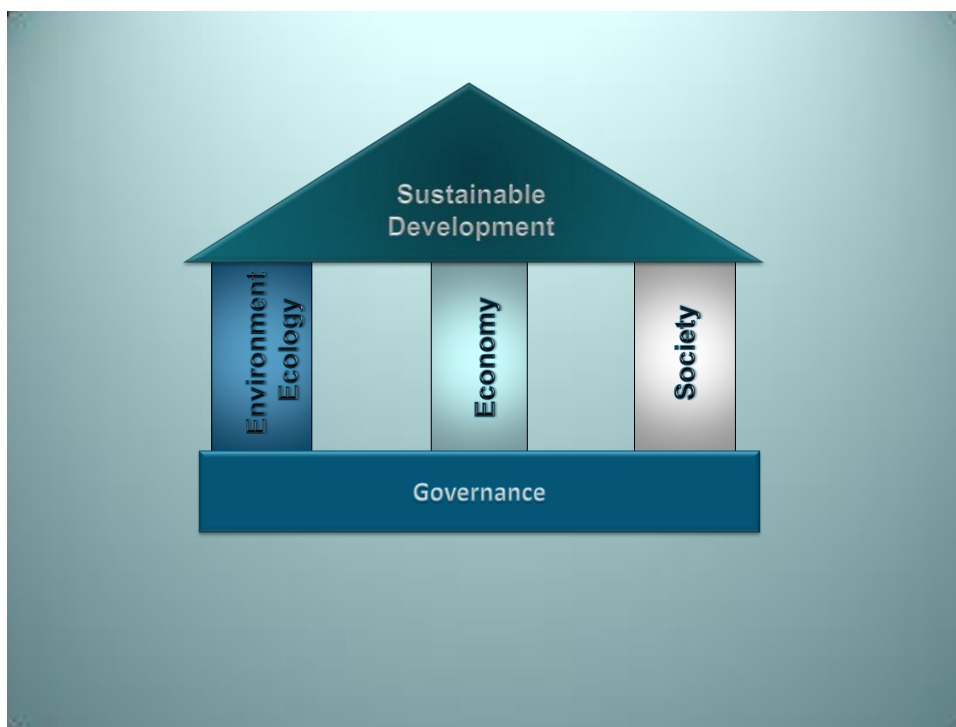 Sustainable
Development
Environment
Ecology
Economy
Society
Governance